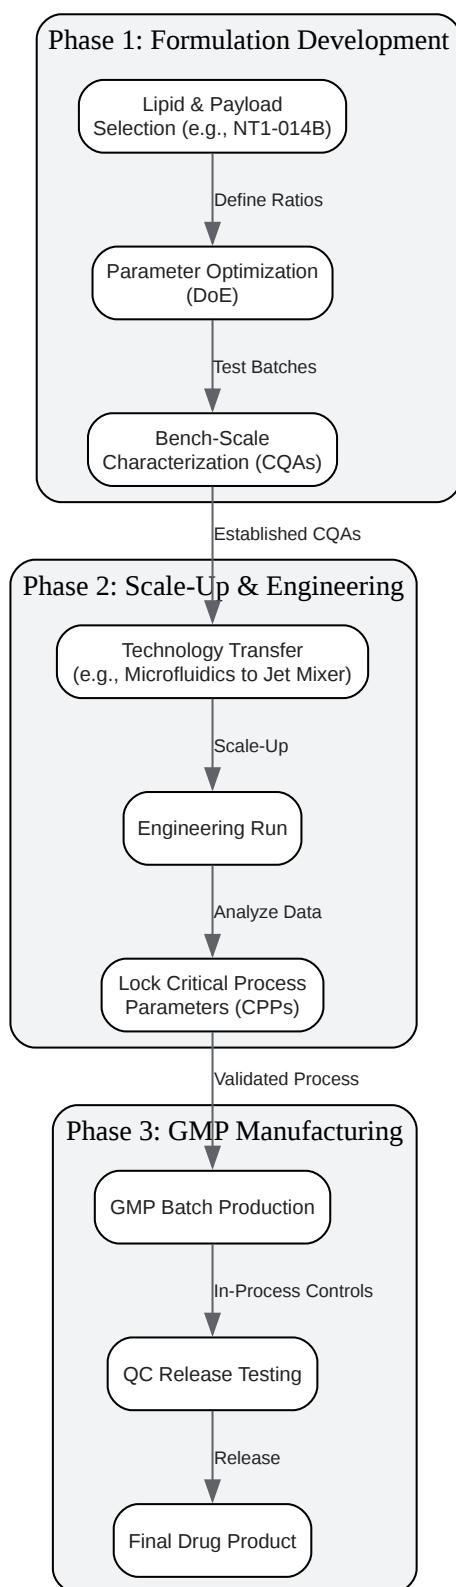 Phase 1: Formulation Development
Lipid & Payload
Selection (e.g., NT1-014B)
Define Ratios
Parameter Optimization
(DoE)
Test Batches
Bench-Scale
Characterization (CQAs)
Established CQAs
Phase 2: Scale-Up & Engineering
Technology Transfer
(e.g., Microfluidics to Jet Mixer)
Scale-Up
Engineering Run
Analyze Data
Lock Critical Process
Parameters (CPPs)
Validated Process
Phase 3: GMP Manufacturing
GMP Batch Production
In-Process Controls
QC Release Testing
Release
Final Drug Product